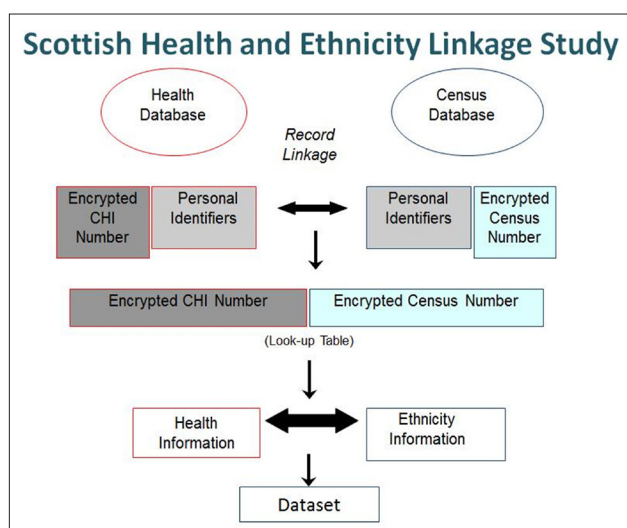 Scottish Health and Ethnicity Linkage Study
Health
Database
Census
Database
Record
Linkage
Encrypted
CHI
Number
Personal
Identifiers
Personal
Identifiers
Encrypted
Census
Number
Encrypted CHI Number
Encrypted Census Number
(Look-up Table)
Health
Information
Ethnicity
Information
Dataset